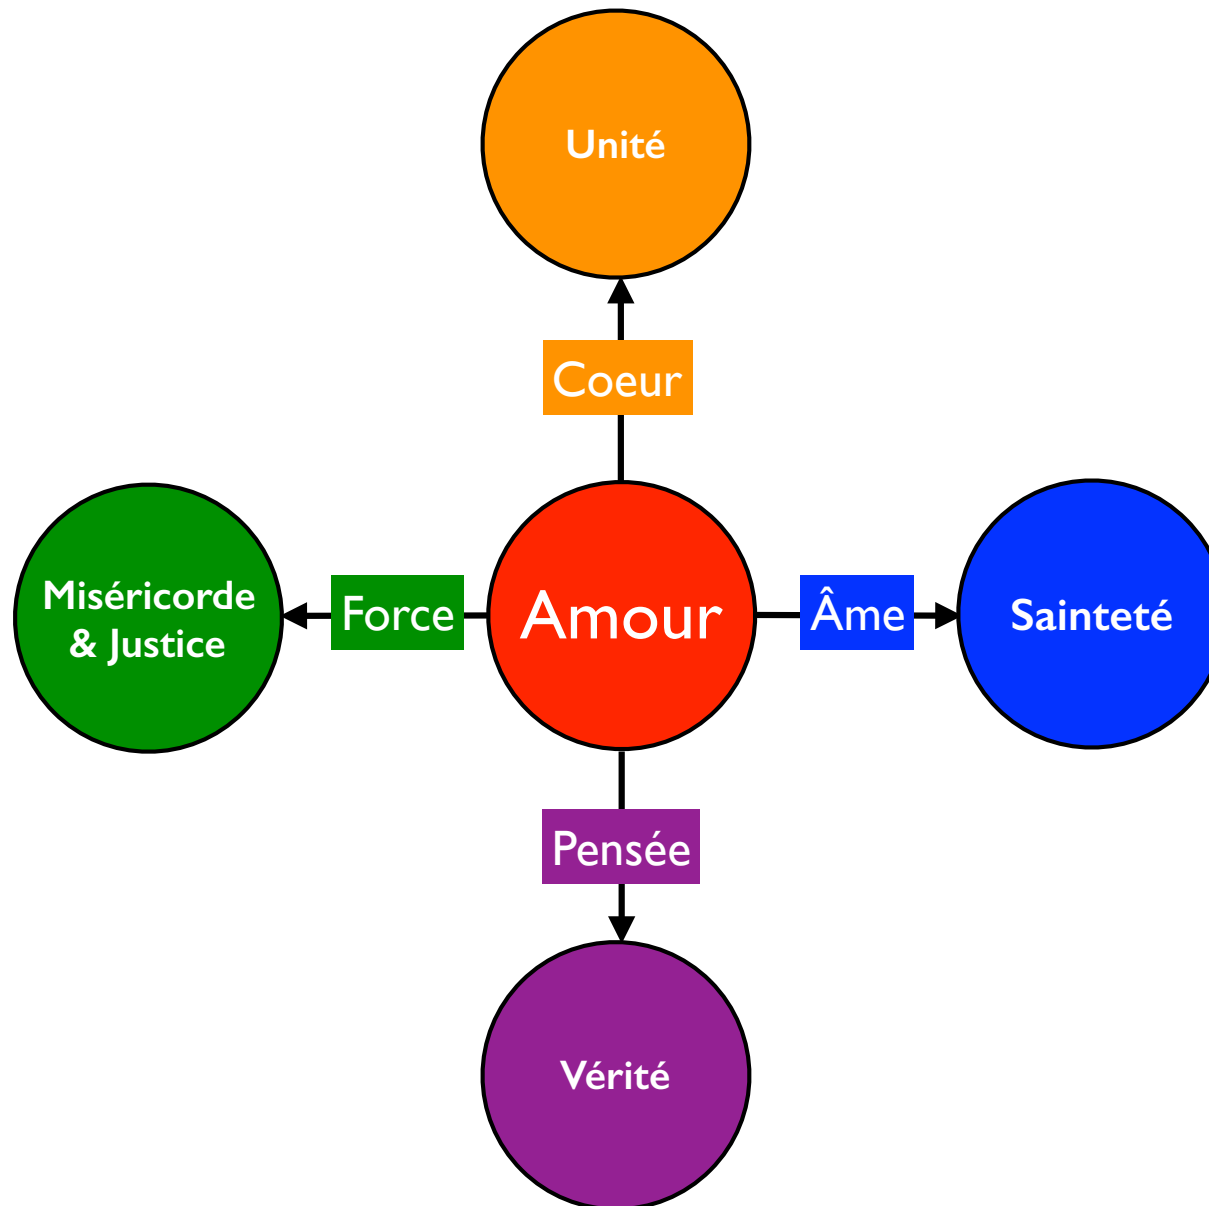 Unité
Coeur
Miséricorde
& Justice
Force
Amour
Âme
Sainteté
Pensée
Vérité